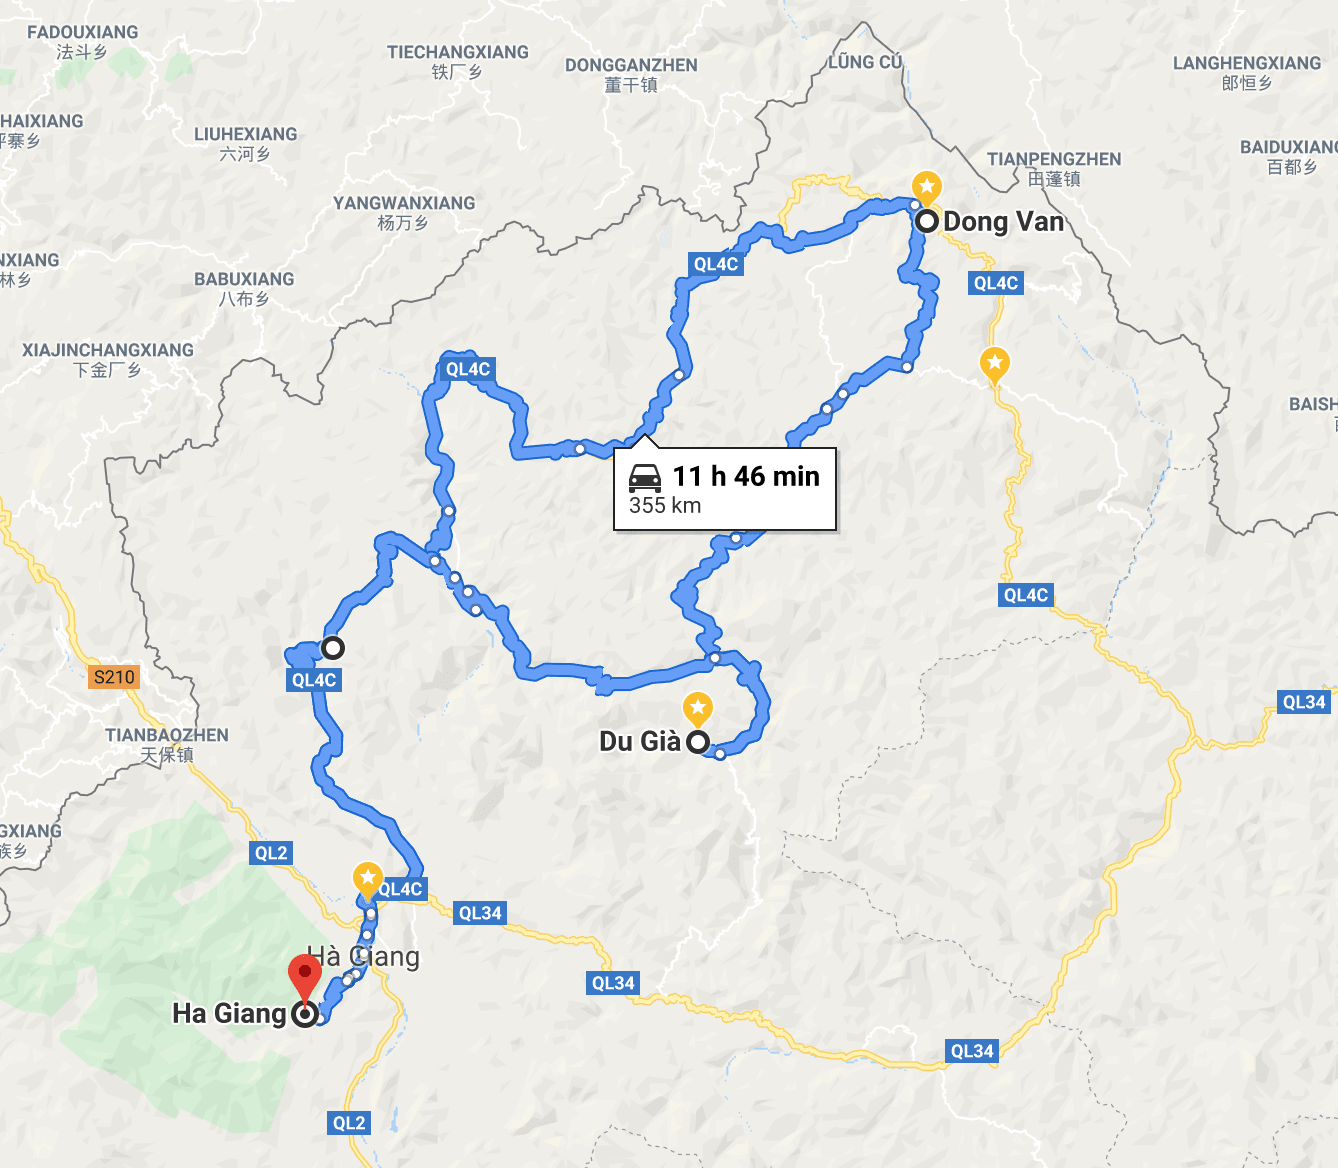 FADOUXIANG
法斗乡
TIECHANGXIANG
铁厂乡
DONGGANZHEN
董干镇
LŨNG CÚ
LANGHENGXIANG
郎恒乡
HAIXIANG
寨乡
LIUHEXIANG
六河乡
TIANPENGZHEN
田蓬镇
BAIDUXIANG
百都乡
YANGWANXIANG
杨万乡
Dong Van
NXIANG
林乡
BABUXIANG
八布乡
QL4C
QL4C
XIAJINCHANGXIANG
下金厂乡
QL4C
BAISH
11 h 46 min
355 km
QL4C
S210
QL4C
QL34
TIANBAOZHEN
天保镇
Du Già
GXIANG
族乡
QL2
QL4C
QL34
Hà Giang
QL34
Ha Giang
QL34
QL2